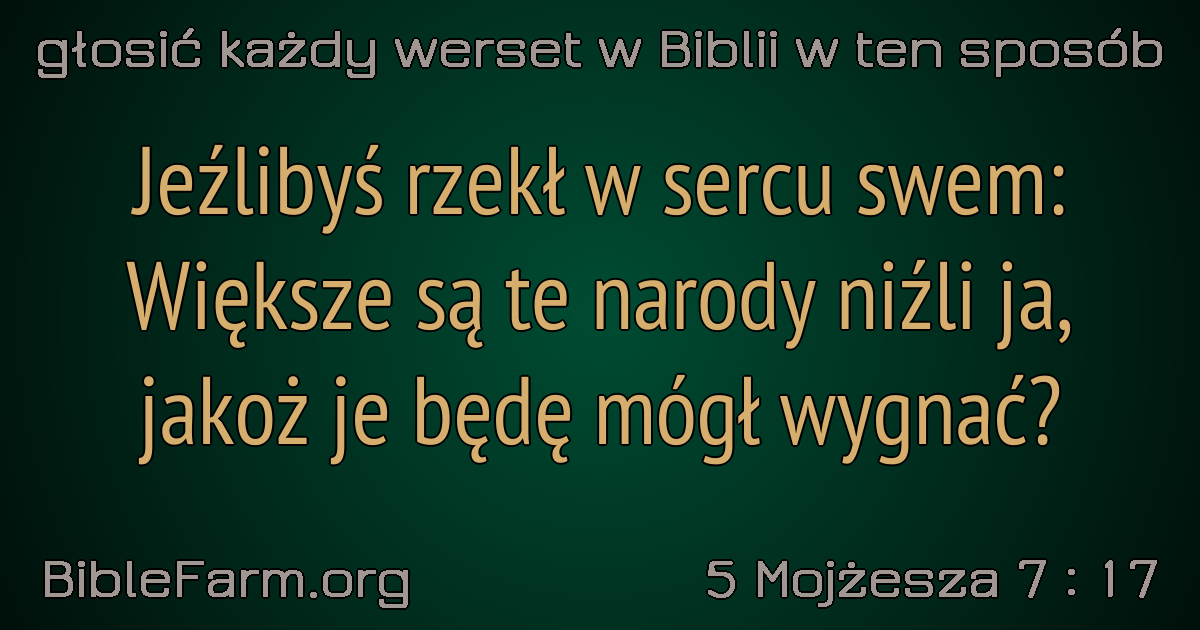 głosić każdy werset w Biblii w ten sposób
Jeźlibyś rzekł w sercu swem:
Większe są te narody niźli ja,
jakoż je będę mógł wygnać?
BibleFarm.org
5 Mojżesza 7 : 17